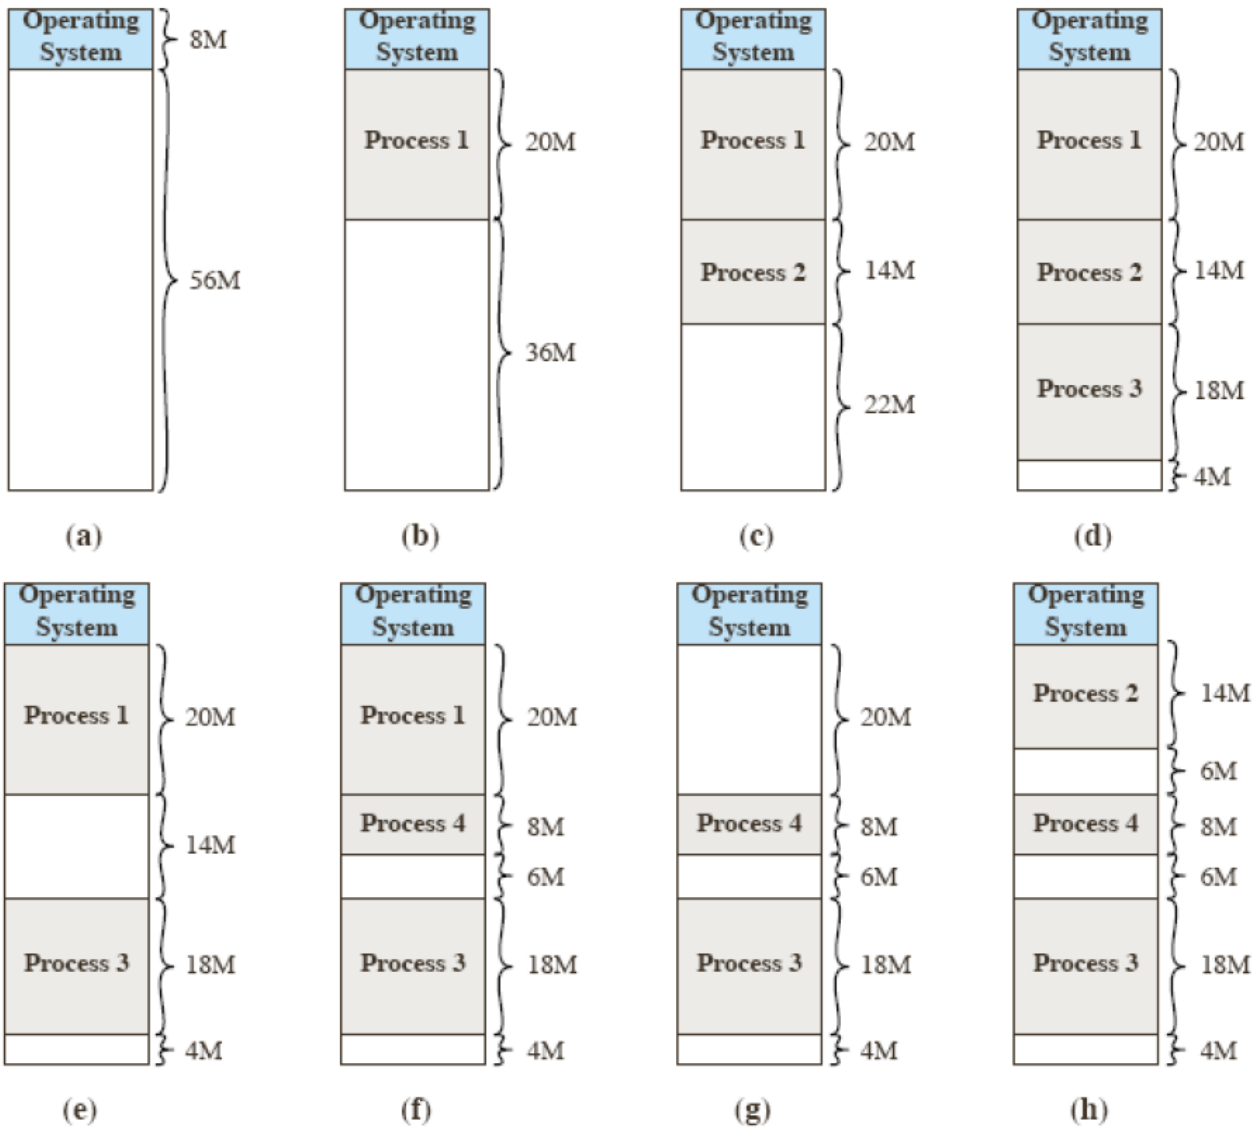 Operating
System
8M
56M
(a)
Operating
System
Process 1
20M
36M
(b)
Operating
System
Process 1
20M
Process 2
14M
22M
(c)
Operating
System
Process 1
20M
Process 2
14M
Process 3
18M
4M
(d)
Operating
System
Process 1
20M
14M
Process 3
18M
4M
(e)
Operating
System
Process 1
20M
Process 4
8M
6M
Process 3
18M
4M
(f)
Operating
System
20M
Process 4
8M
6M
Process 3
18M
4M
(g)
Operating
System
Process 2
14M
6M
Process 4
8M
6M
Process 3
18M
4M
(h)